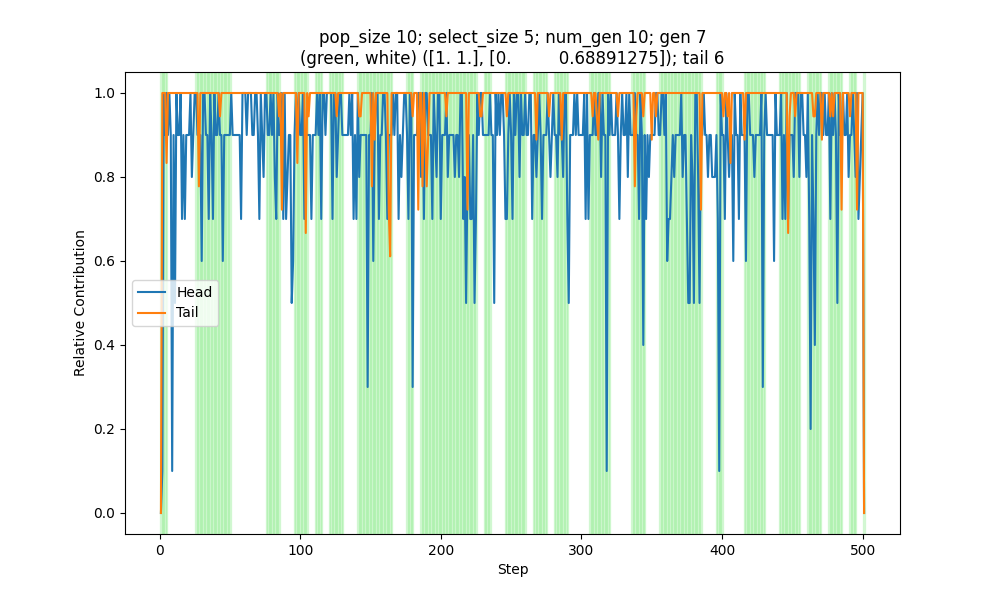 pop_size 10; select_size 5; num_gen 10; gen 7
(green, white) ([1. 1.], [0.         0.68891275]); tail 6
1.0
0.8
0.6
0.4
0.2
0.0
Relative Contribution
Head
Tail
0
100
200
300
400
500
Step